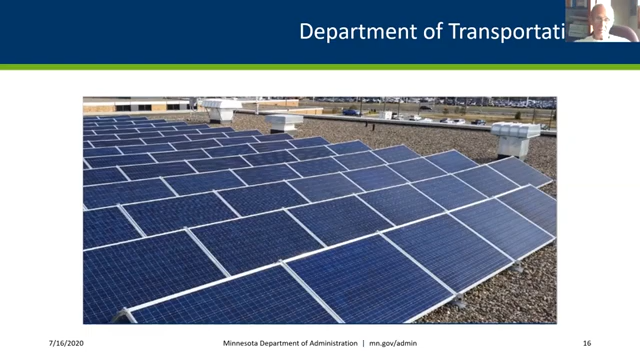 Department of Transportati
7/16/2020
Minnesota Department of Administration | mn.gov/admin
16